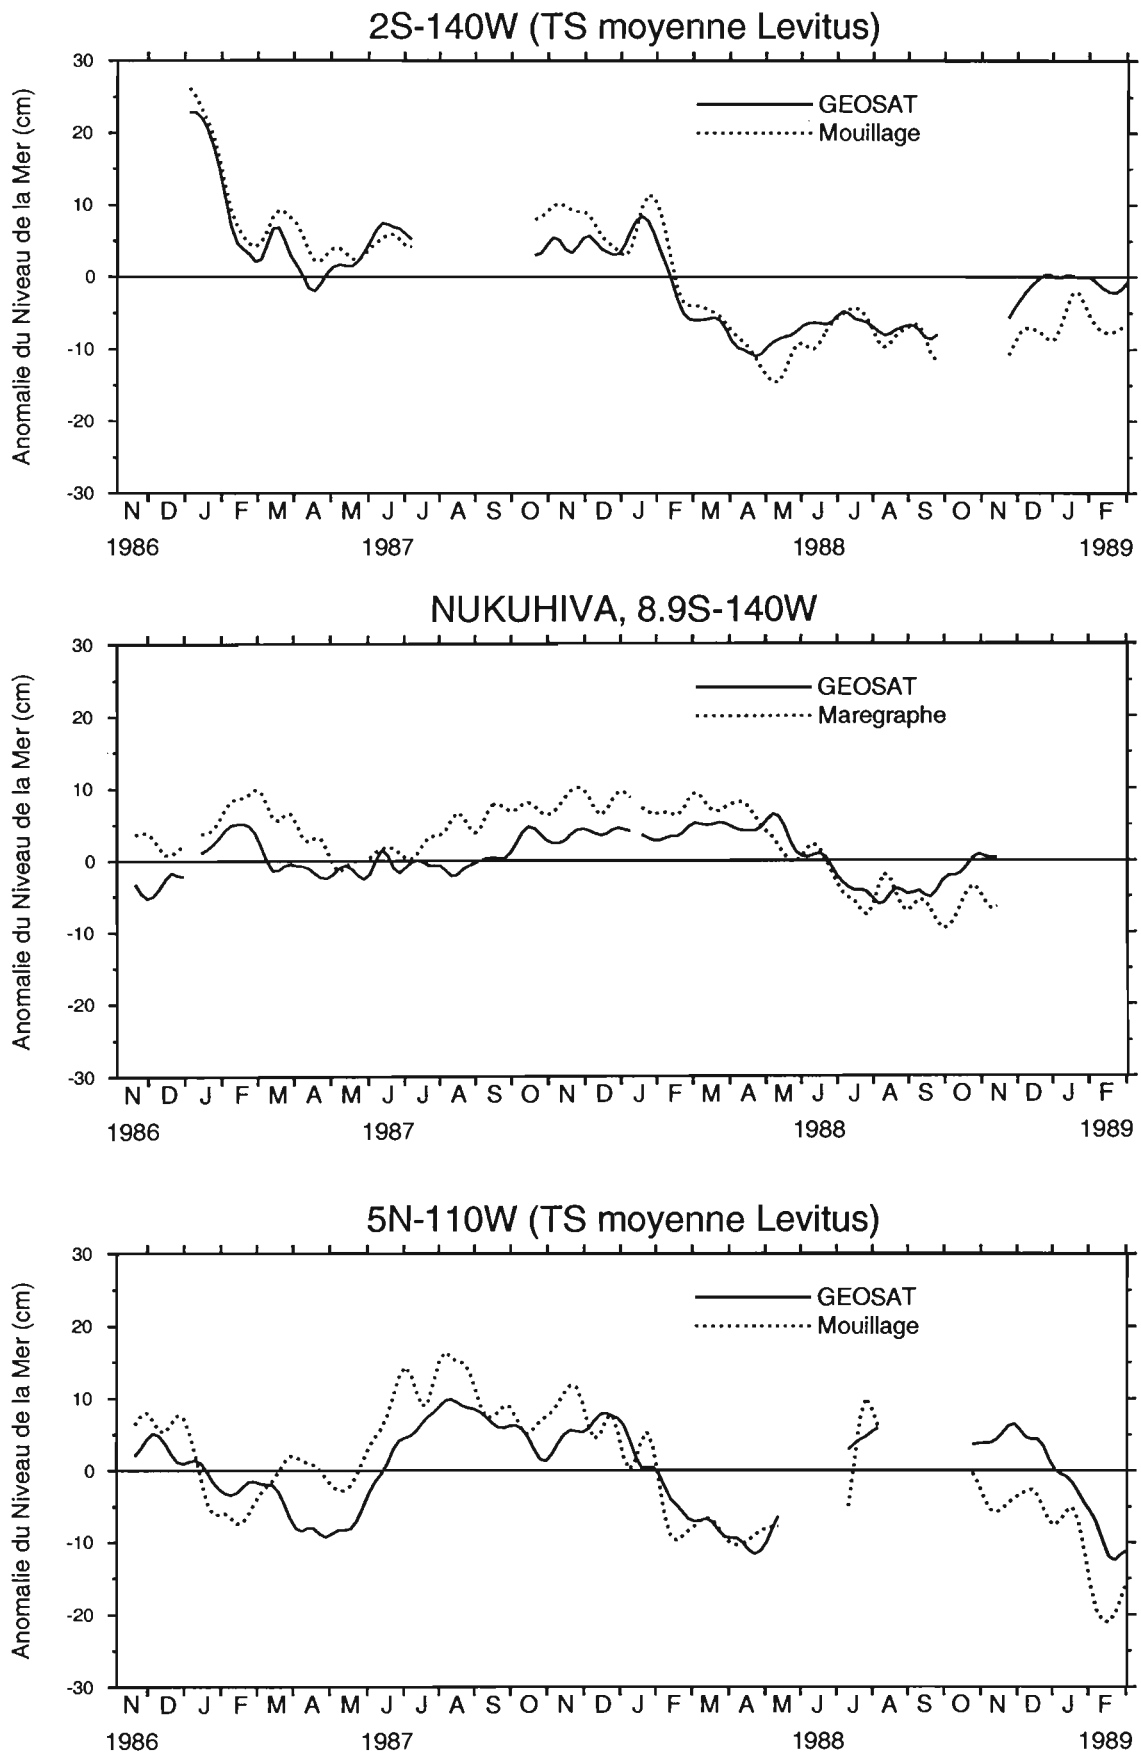 2S-140W (TS moyenne Levitus)
Anomalie du Niveau de la Mer (cm)
30
20
10
0
-10
-20
-30
GEOSAT
Mouillage
N D J F M A M J J A S O N D J F M A M J J A S O N D J F
1986 1987 1988 1989
NUKUHIVA, 8.9S-140W
Anomalie du Niveau de la Mer (cm)
30
20
10
0
-10
-20
-30
GEOSAT
Maregraphe
N D J F M A M J J A S O N D J F M A M J J A S O N D J F
1986 1987 1988 1989
5N-110W (TS moyenne Levitus)
Anomalie du Niveau de la Mer (cm)
30
20
10
0
-10
-20
-30
GEOSAT
Mouillage
N D J F M A M J J A S O N D J F M A M J J A S O N D J F
1986 1987 1988 1989